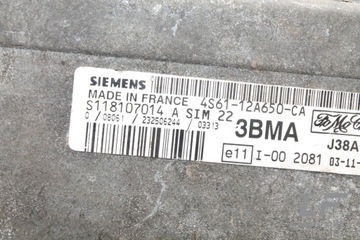 SIEMENS
MADE IN FRANCE 4S61-12A650-CA
S118107014 A SIM 22
0 / 08061 / 232506244 / 03313
3BMA
J38A
e11 I-00 2081 03-11-